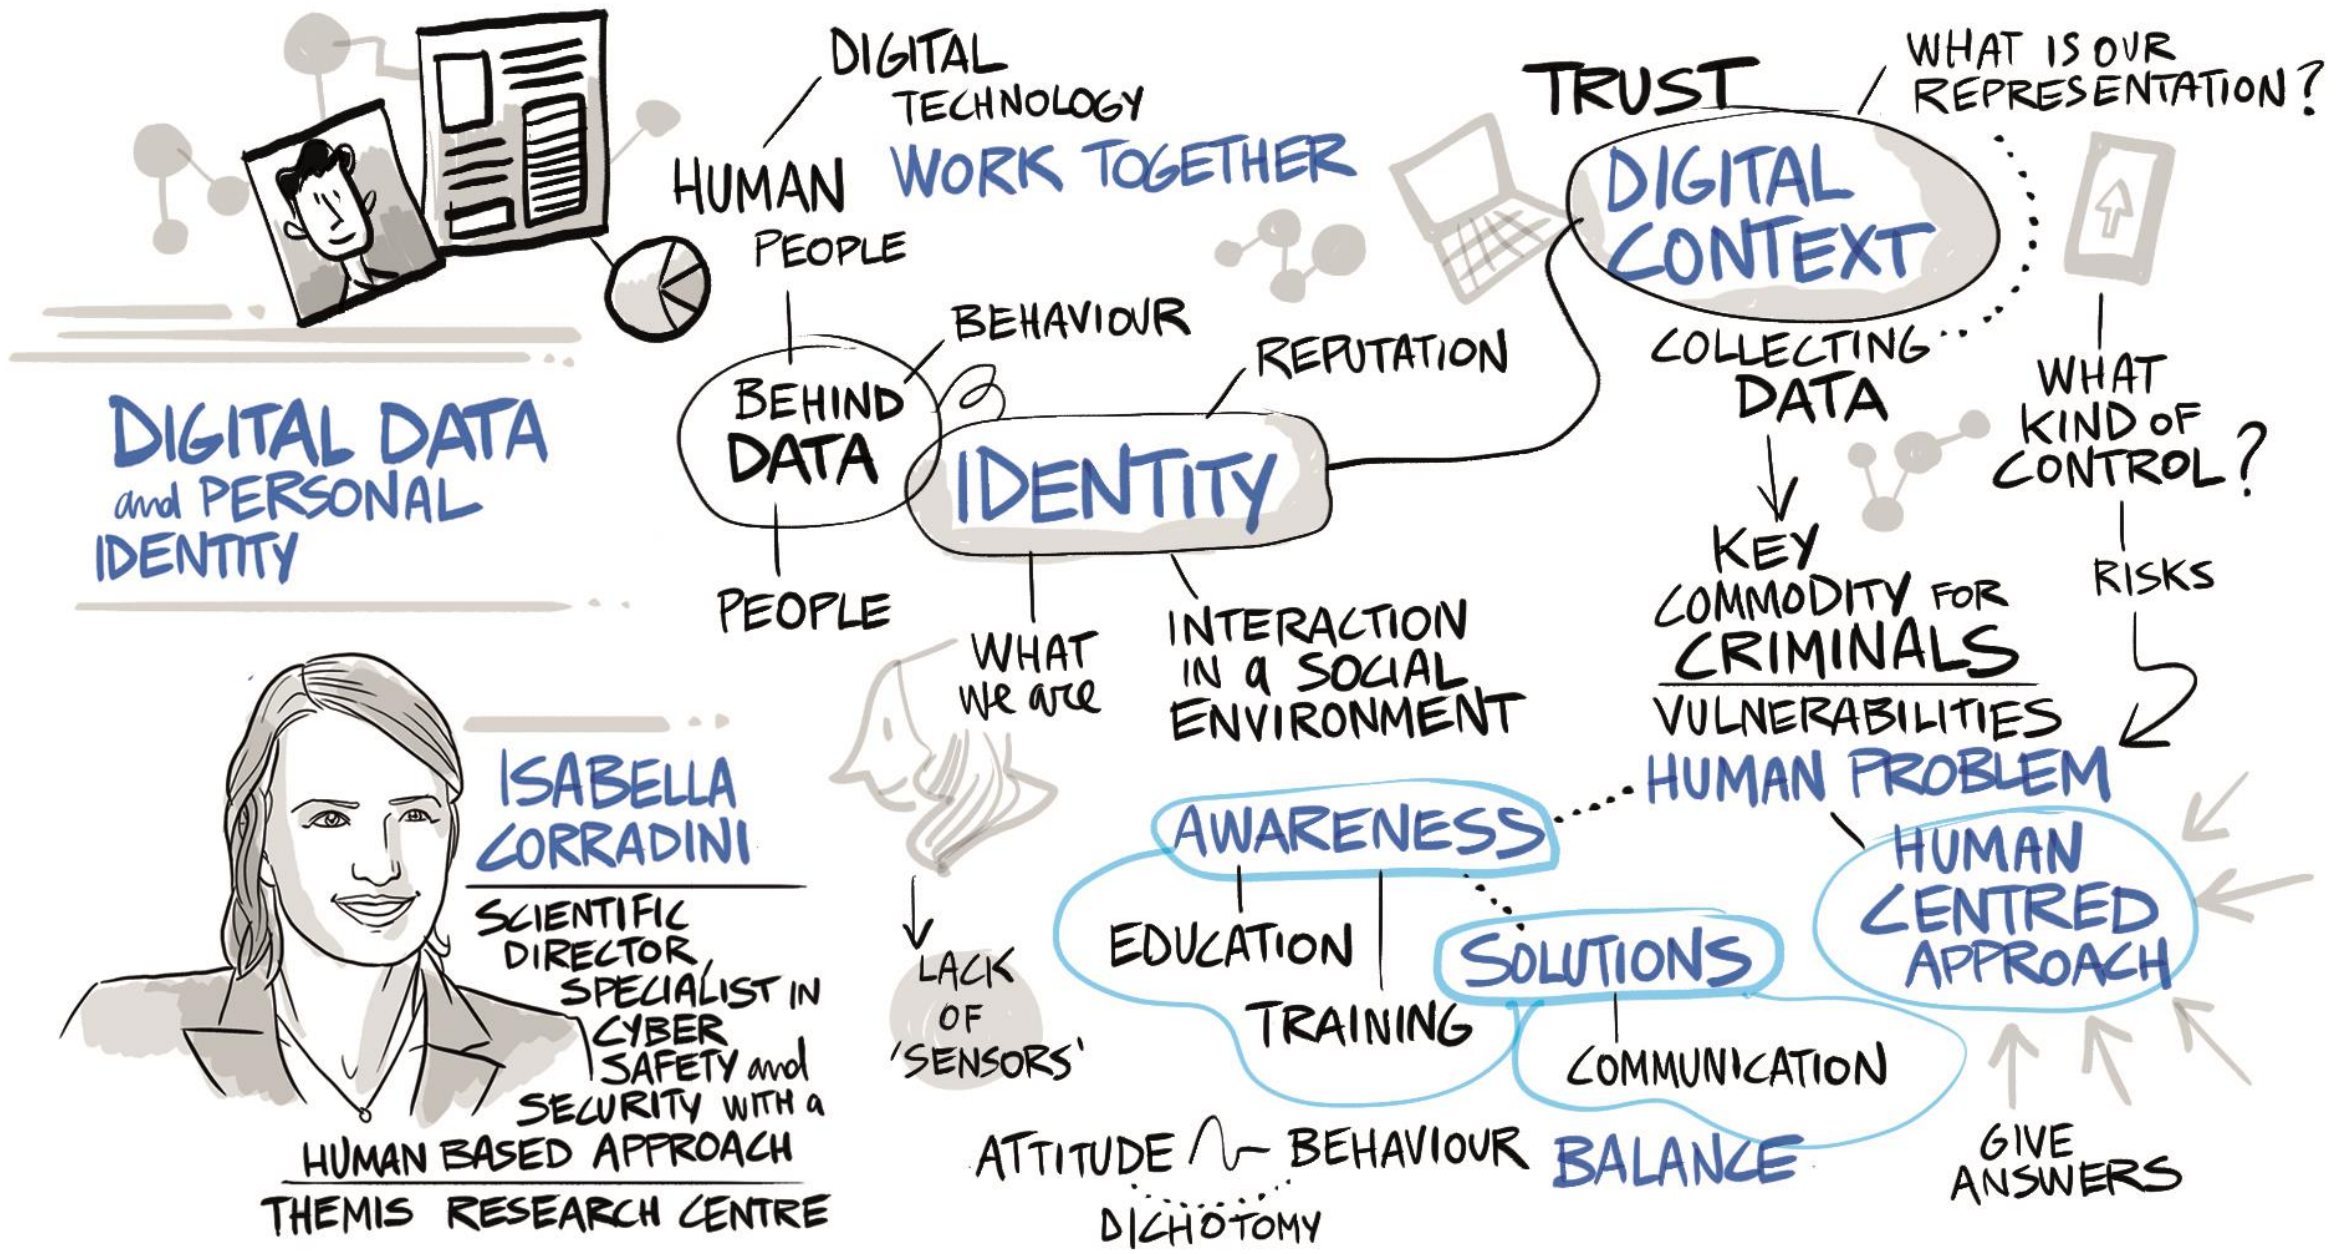 DIGITAL DATA
and PERSONAL
IDENTITY
ISABELLA
CORRADINI
SCIENTIFIC
DIRECTOR,
SPECIALIST IN
CYBER
SAFETY and
SECURITY WITH a
HUMAN BASED APPROACH
THEMIS RESEARCH CENTRE
DIGITAL
TECHNOLOGY
HUMAN
WORK TOGETHER
PEOPLE
BEHIND
DATA
BEHAVIOUR
PEOPLE
IDENTITY
REPUTATION
WHAT
we are
INTERACTION
IN a SOCIAL
ENVIRONMENT
LACK
OF
'SENSORS'
TRUST
DIGITAL
CONTEXT
WHAT IS OUR
REPRESENTATION?
COLLECTING
DATA
KEY
COMMODITY FOR
CRIMINALS
VULNERABILITIES
HUMAN PROBLEM
WHAT
KIND OF
CONTROL?
RISKS
AWARENESS
EDUCATION
TRAINING
SOLUTIONS
COMMUNICATION
HUMAN
CENTRED
APPROACH
GIVE
ANSWERS
ATTITUDE
BEHAVIOUR
DICHOTOMY
BALANCE